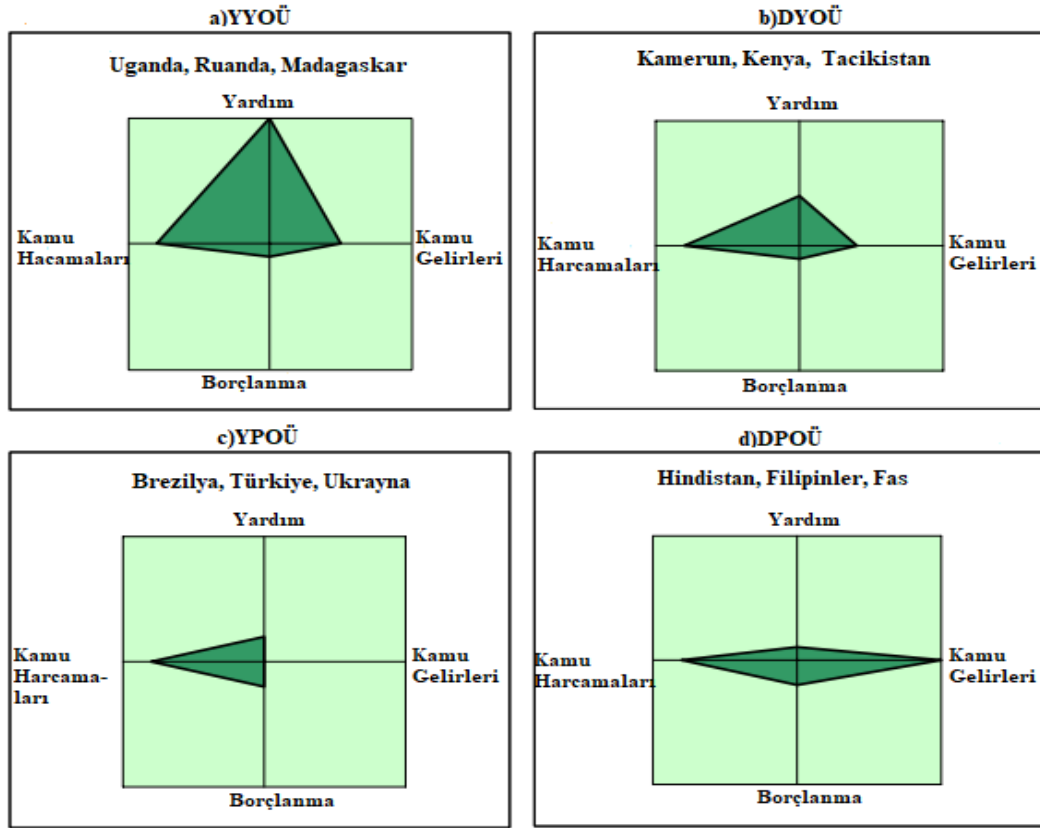 a)YYOÜ
Uganda, Ruanda, Madagaskar
Yardım
Kamu
Hacamaları
Kamu
Gelirleri
Borçlanma
b)DYOÜ
Kamerun, Kenya, Tacikistan
Yardım
Kamu
Harcamaları
Kamu
Gelirleri
Borçlanma
c)YPOÜ
Brezilya, Türkiye, Ukrayna
Yardım
Kamu
Harcama-
ları
Kamu
Gelirleri
Borçlanma
d)DPOÜ
Hindistan, Filipinler, Fas
Yardım
Kamu
Harcamaları
Kamu
Gelirleri
Borçlanma